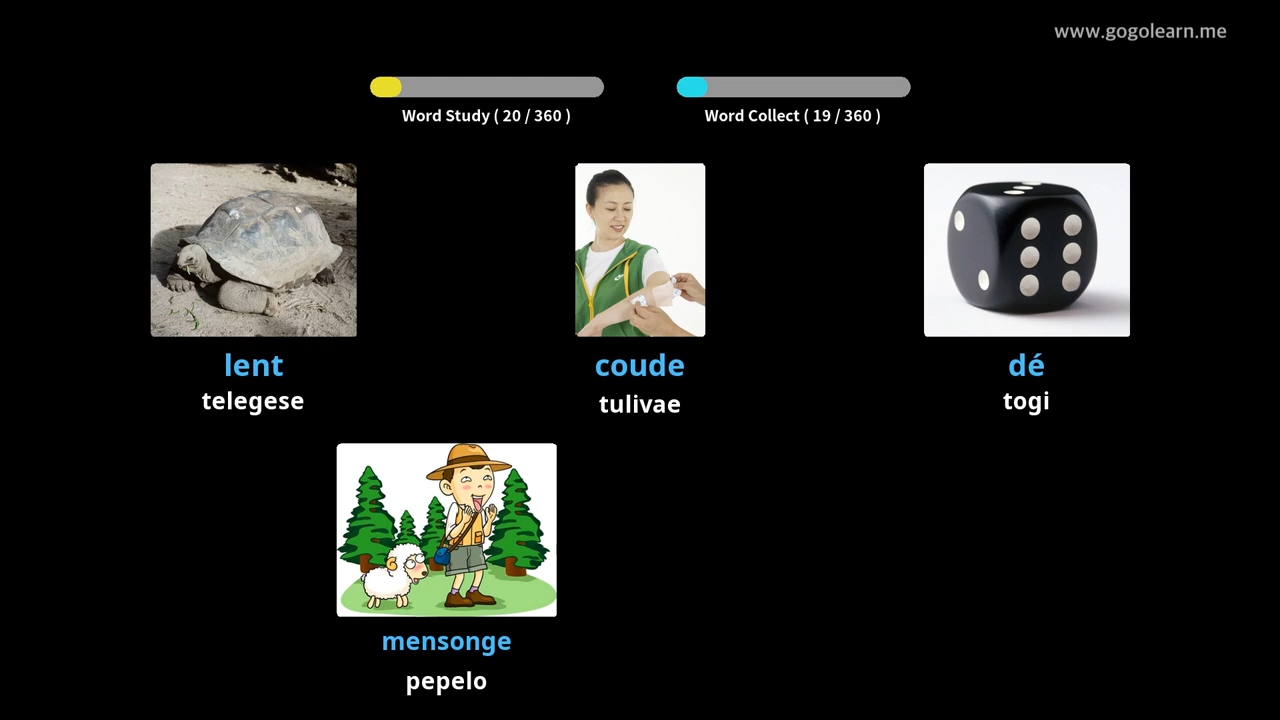 www.gogolearn.me
Word Study ( 20 / 360 )
Word Collect ( 19 / 360 )
lent
telegese
coude
tulivae
dé
togi
mensonge
pepelo